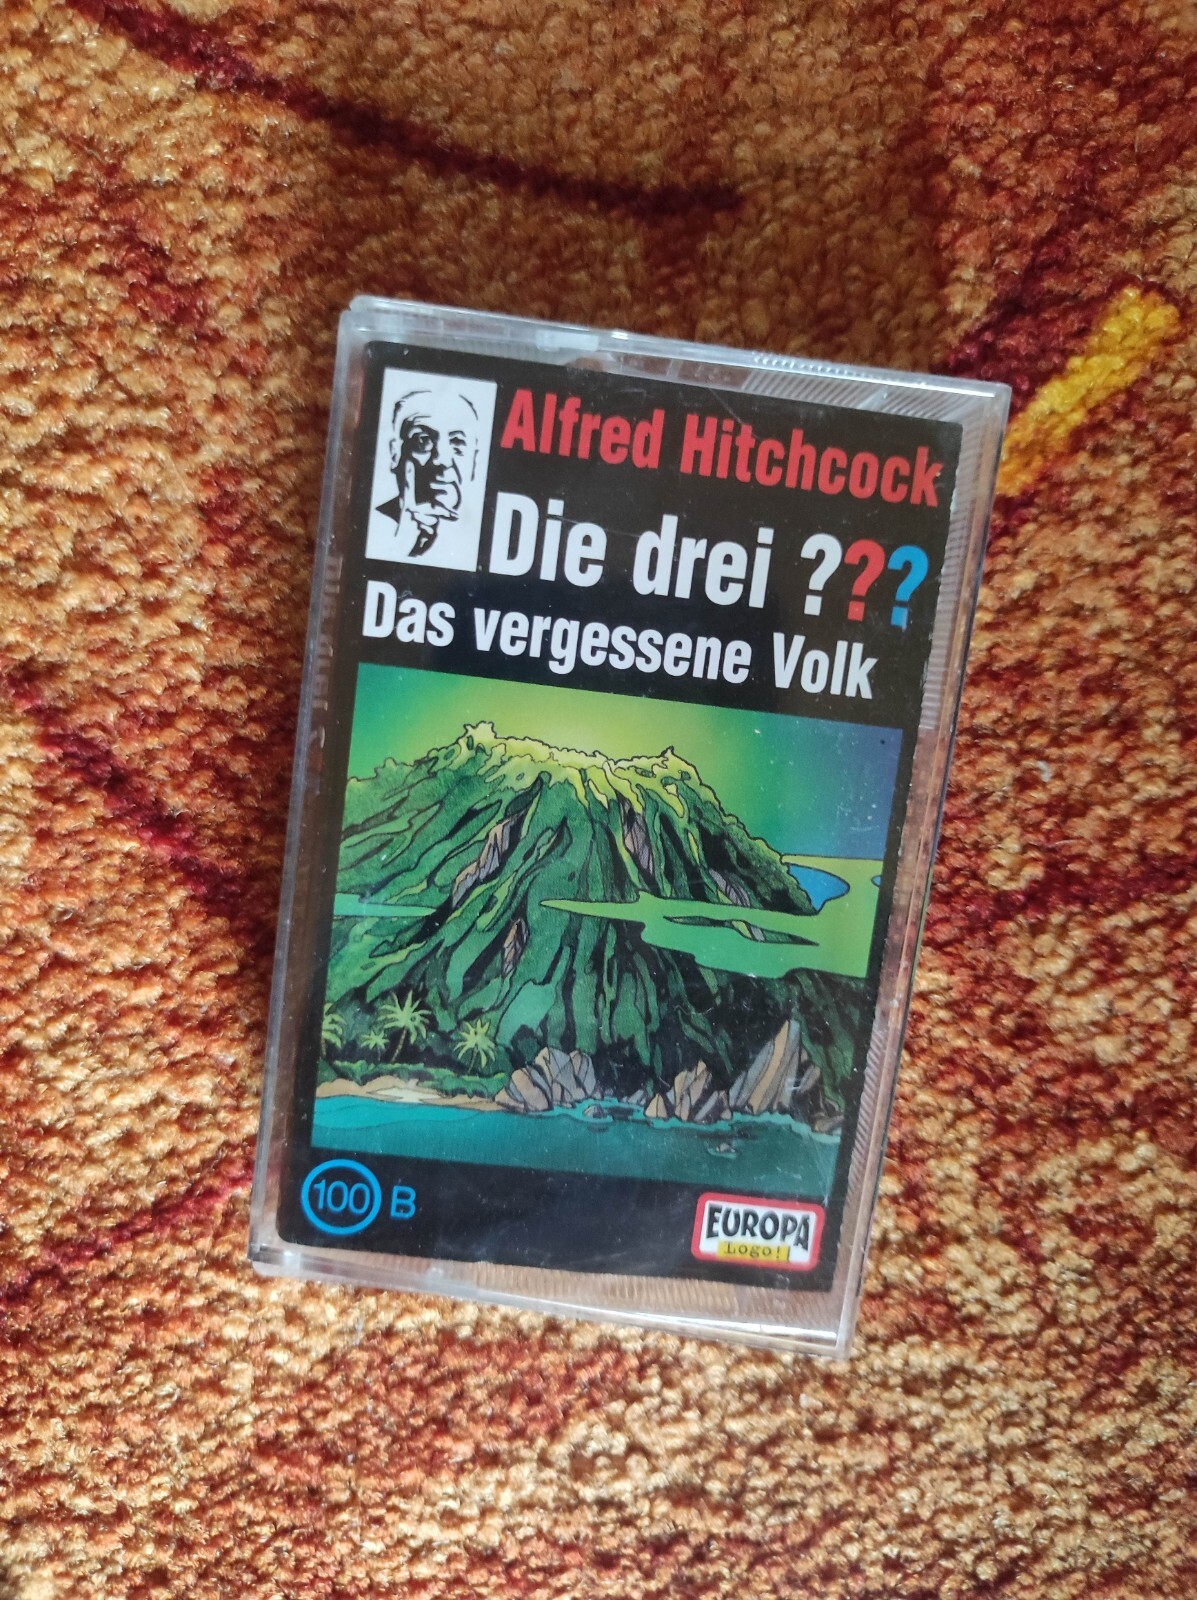 Alfred Hitchcock
Die drei ???
Das vergessene Volk
100 B
EUROPA
Logo!